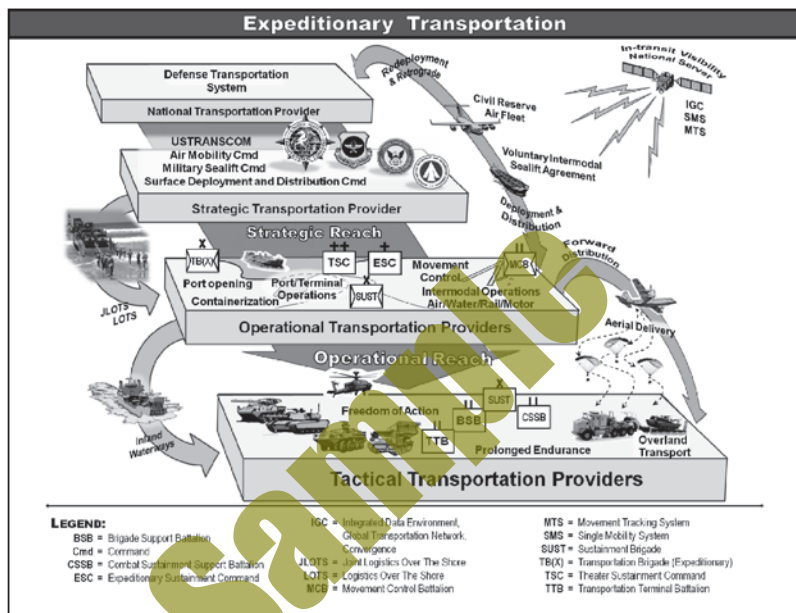 Expeditionary Transportation
Defense Transportation
System
National Transportation Provider
USTRANSCOM
Air Mobility Cmd
Military Sealift Cmd
Surface Deployment and Distribution Cmd
Strategic Transportation Provider
Strategic Reach
Redeployment
& Retrograde
Civil Reserve
Air Fleet
Voluntary Intermodal
Sealift Agreement
Deployment &
Distribution
In-transit Visibility
National Server
IGC
SMS
MTS
Forward
Distribution
X
TB(X)
++
TSC
+
ESC
X
SUST
II
MCB
Port opening
Containerization
Port/Terminal
Operations
Movement
Control
Intermodal Operations
Air/Water/Rail/Motor
Operational Transportation Providers
JLOTS
LOTS
Operational Reach
Aerial Delivery
Inland
Waterways
Freedom of Action
II
TTB
II
BSB
X
SUST
II
CSSB
Prolonged Endurance
Overland
Transport
Tactical Transportation Providers
LEGEND:
BSB = Brigade Support Battalion
Cmd = Command
CSSB = Combat Sustainment Support Battalion
ESC = Expeditionary Sustainment Command
IGC = Integrated Data Environment,
Global Transportation Network,
Convergence
JLOTS = Joint Logistics Over The Shore
LOTS = Logistics Over The Shore
MCB = Movement Control Battalion
MTS = Movement Tracking System
SMS = Single Mobility System
SUST = Sustainment Brigade
TB(X) = Transportation Brigade (Expeditionary)
TSC = Theater Sustainment Command
TTB = Transportation Terminal Battalion
Sample